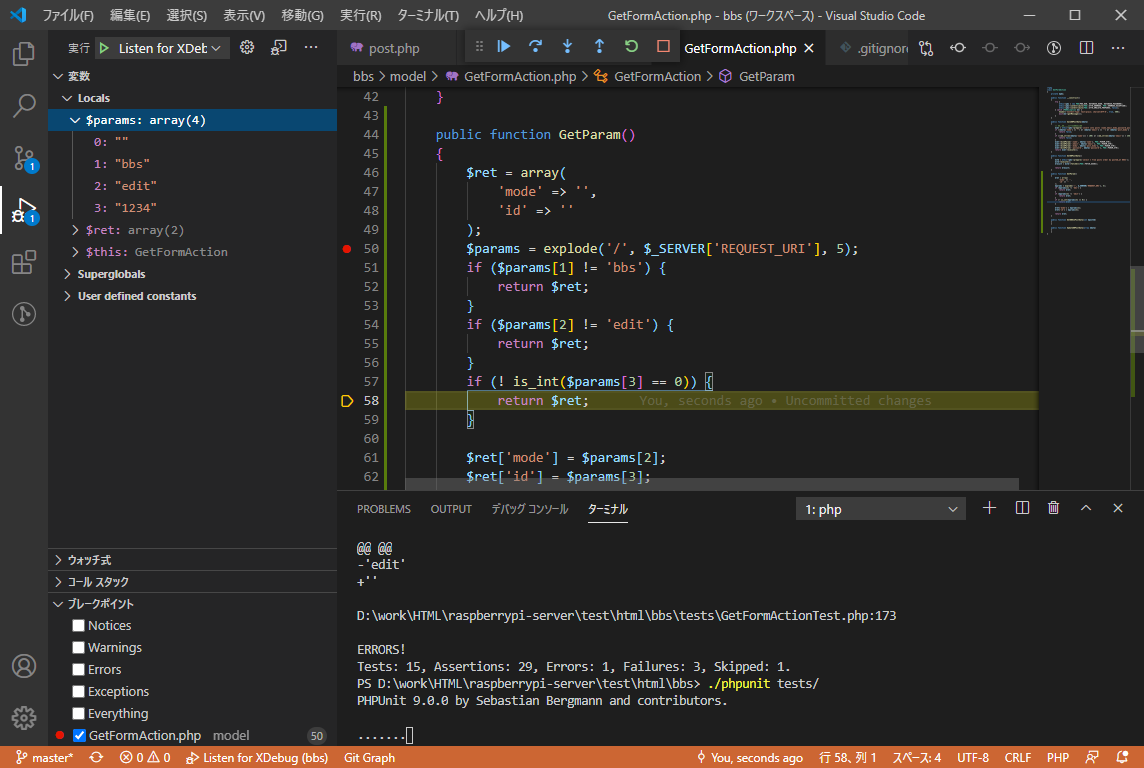 ファイル(F) 編集(E) 選択(S) 表示(V) 移動(G) 実行(R) ターミナル(T) ヘルプ(H) GetFormAction.php - bbs (ワークスペース) - Visual Studio Code
実行 Listen for XDeb
post.php GetFormAction.php .gitignore
bbs > model > GetFormAction.php > GetFormAction > GetParam
変数
Locals
$params: array(4)
0: ""
1: "bbs"
2: "edit"
3: "1234"
$ret: array(2)
$this: GetFormAction
Superglobals
User defined constants
1
1
42 }
43
44 public function GetParam()
45 {
46 $ret = array(
47 'mode' => '',
48 'id' => ''
49 );
50 $params = explode('/', $_SERVER['REQUEST_URI'], 5);
51 if ($params[1] != 'bbs') {
52 return $ret;
53 }
54 if ($params[2] != 'edit') {
55 return $ret;
56 }
57 if (! is_int($params[3] == 0)) {
58 return $ret; You, seconds ago • Uncommitted changes
59 }
60
61 $ret['mode'] = $params[2];
62 $ret['id'] = $params[3];
ウォッチ式
コール スタック
ブレークポイント
Notices
Warnings
Errors
Exceptions
Everything
GetFormAction.php model 50
PROBLEMS OUTPUT デバッグ コンソール ターミナル 1: php
@@ @@
-'edit'
+''
D:\work\HTML\raspberrypi-server\test\html\bbs\tests\GetFormActionTest.php:173
ERRORS!
Tests: 15, Assertions: 29, Errors: 1, Failures: 3, Skipped: 1.
PS D:\work\HTML\raspberrypi-server\test\html\bbs> ./phpunit tests/
PHPUnit 9.0.0 by Sebastian Bergmann and contributors.
.......
master* 0 0 Listen for XDebug (bbs) Git Graph You, seconds ago 行 58、列 1 スペース: 4 UTF-8 CRLF PHP